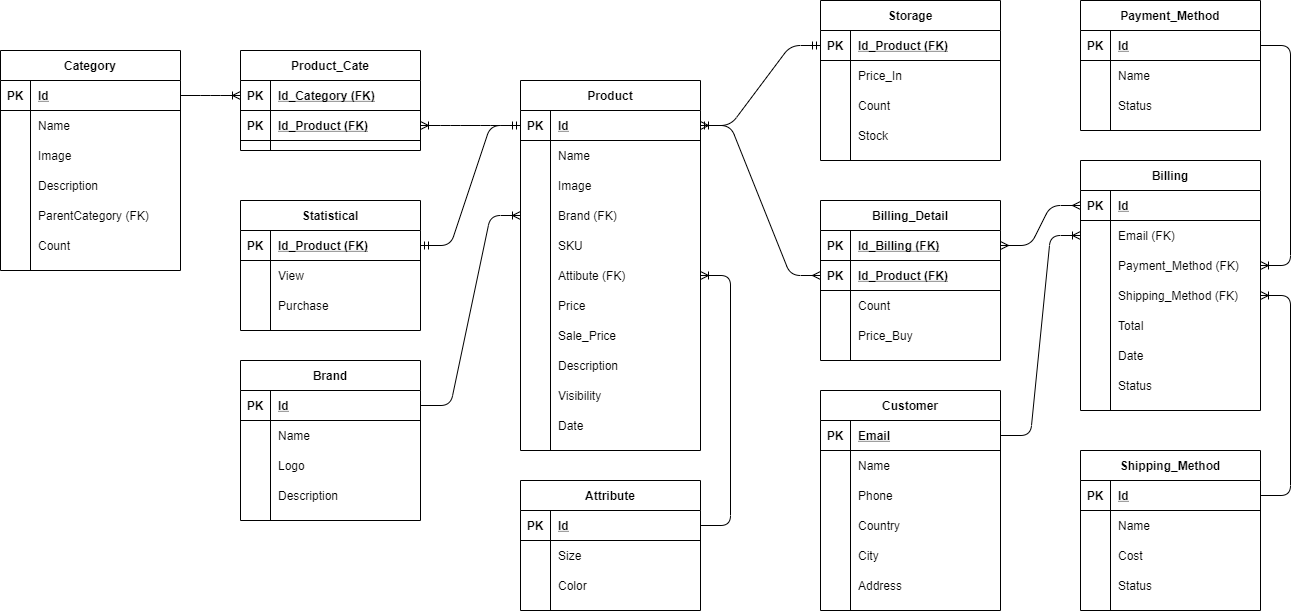 Category
PK Id
Name
Image
Description
ParentCategory (FK)
Count
Product_Cate
PK Id_Category (FK)
PK Id_Product (FK)
Statistical
PK Id_Product (FK)
View
Purchase
Brand
PK Id
Name
Logo
Description
Product
PK Id
Name
Image
Brand (FK)
SKU
Attibute (FK)
Price
Sale_Price
Description
Visibility
Date
Attribute
PK Id
Size
Color
Storage
PK Id_Product (FK)
Price_In
Count
Stock
Billing_Detail
PK Id_Billing (FK)
PK Id_Product (FK)
Count
Price_Buy
Customer
PK Email
Name
Phone
Country
City
Address
Payment_Method
PK Id
Name
Status
Billing
PK Id
Email (FK)
Payment_Method (FK)
Shipping_Method (FK)
Total
Date
Status
Shipping_Method
PK Id
Name
Cost
Status